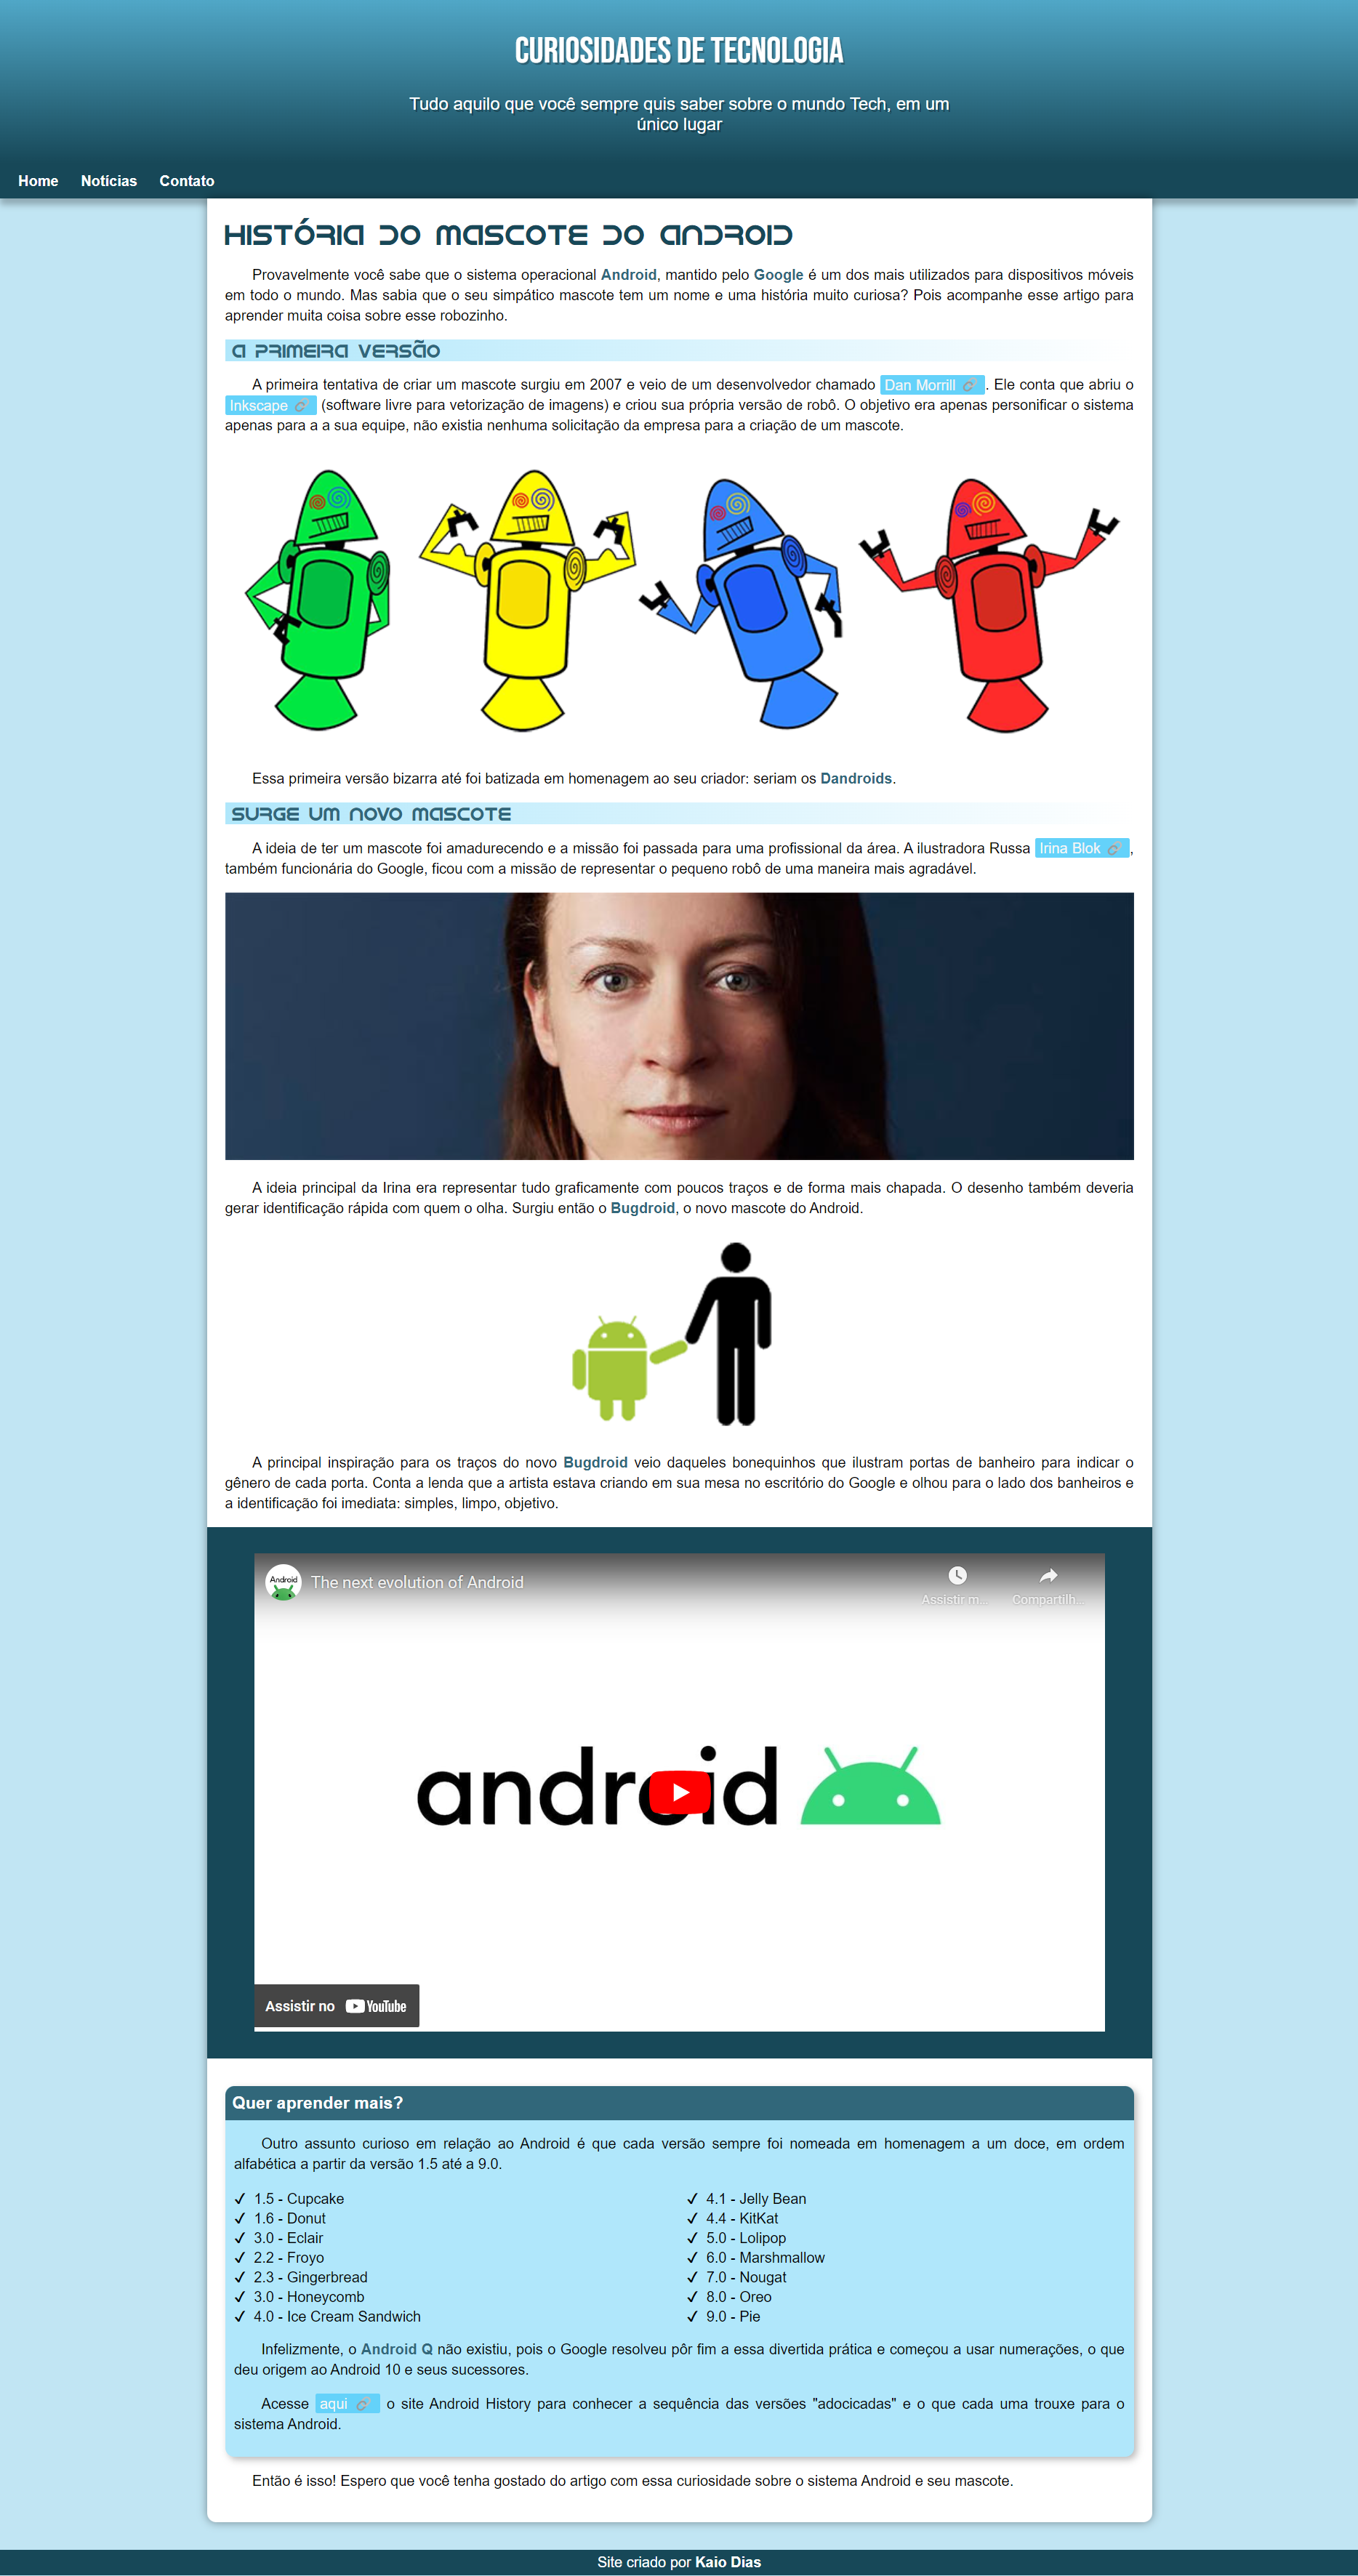 CURIOSIDADES DE TECNOLOGIA
Tudo aquilo que você sempre quis saber sobre o mundo Tech, em um
único lugar
Home Notícias Contato
HISTÓRIA DO MASCOTE DO ANDROID
Provavelmente você sabe que o sistema operacional Android, mantido pelo Google é um dos mais utilizados para dispositivos móveis
em todo o mundo. Mas sabia que o seu simpático mascote tem um nome e uma história muito curiosa? Pois acompanhe esse artigo para
aprender muita coisa sobre esse robozinho.
A PRIMEIRA VERSÃO
A primeira tentativa de criar um mascote surgiu em 2007 e veio de um desenvolvedor chamado Dan Morrill 🔗. Ele conta que abriu o
Inkscape 🔗 (software livre para vetorização de imagens) e criou sua própria versão de robô. O objetivo era apenas personificar o sistema
apenas para a a sua equipe, não existia nenhuma solicitação da empresa para a criação de um mascote.
Essa primeira versão bizarra até foi batizada em homenagem ao seu criador: seriam os Dandroids.
SURGE UM NOVO MASCOTE
A ideia de ter um mascote foi amadurecendo e a missão foi passada para uma profissional da área. A ilustradora Russa Irina Blok 🔗,
também funcionária do Google, ficou com a missão de representar o pequeno robô de uma maneira mais agradável.
A ideia principal da Irina era representar tudo graficamente com poucos traços e de forma mais chapada. O desenho também deveria
gerar identificação rápida com quem o olha. Surgiu então o Bugdroid, o novo mascote do Android.
A principal inspiração para os traços do novo Bugdroid veio daqueles bonequinhos que ilustram portas de banheiro para indicar o
gênero de cada porta. Conta a lenda que a artista estava criando em sua mesa no escritório do Google e olhou para o lado dos banheiros e
a identificação foi imediata: simples, limpo, objetivo.
Android
The next evolution of Android
Assistir m... Compartilh...
android
Assistir no YouTube
Quer aprender mais?
Outro assunto curioso em relação ao Android é que cada versão sempre foi nomeada em homenagem a um doce, em ordem
alfabética a partir da versão 1.5 até a 9.0.
✓ 1.5 - Cupcake
✓ 1.6 - Donut
✓ 3.0 - Eclair
✓ 2.2 - Froyo
✓ 2.3 - Gingerbread
✓ 3.0 - Honeycomb
✓ 4.0 - Ice Cream Sandwich
✓ 4.1 - Jelly Bean
✓ 4.4 - KitKat
✓ 5.0 - Lolipop
✓ 6.0 - Marshmallow
✓ 7.0 - Nougat
✓ 8.0 - Oreo
✓ 9.0 - Pie
Infelizmente, o Android Q não existiu, pois o Google resolveu pôr fim a essa divertida prática e começou a usar numerações, o que
deu origem ao Android 10 e seus sucessores.
Acesse aqui 🔗 o site Android History para conhecer a sequência das versões "adocicadas" e o que cada uma trouxe para o
sistema Android.
Então é isso! Espero que você tenha gostado do artigo com essa curiosidade sobre o sistema Android e seu mascote.
Site criado por Kaio Dias